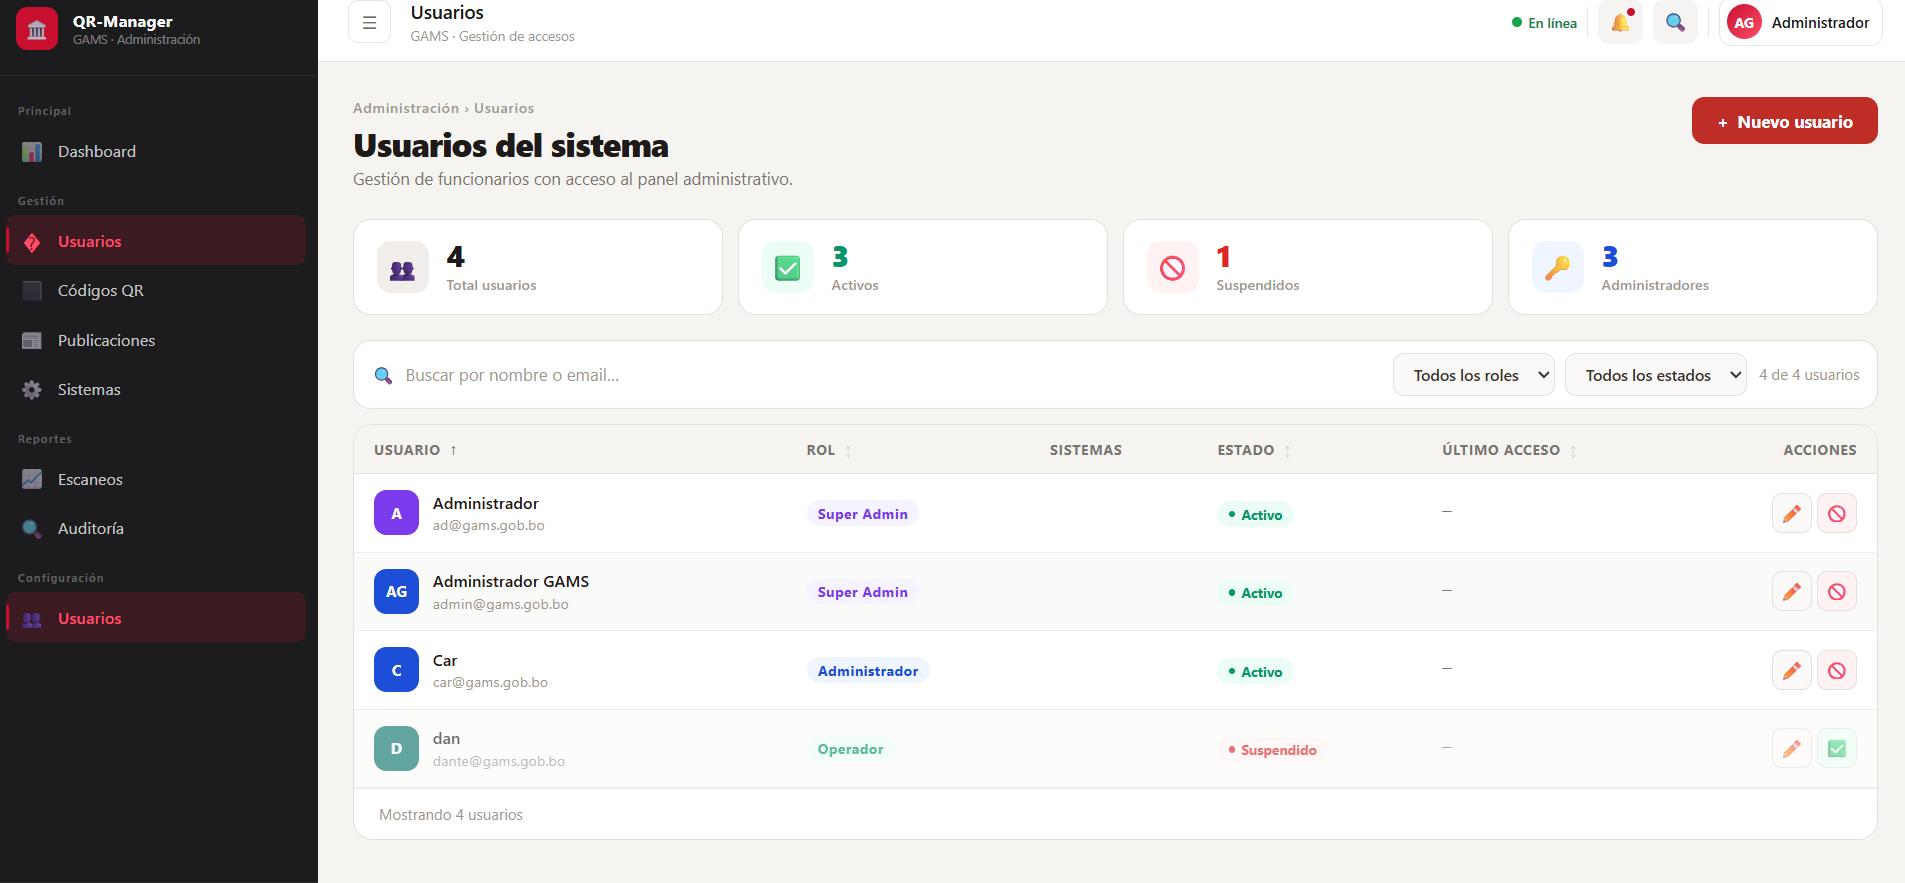 QR-Manager
GAMS · Administración
Principal
Dashboard
Gestión
Usuarios
Códigos QR
Publicaciones
Sistemas
Reportes
Escaneos
Auditoría
Configuración
Usuarios
Usuarios
GAMS · Gestión de accesos
En línea
AG Administrador
Administración › Usuarios
Usuarios del sistema
Gestión de funcionarios con acceso al panel administrativo.
+ Nuevo usuario
4
Total usuarios
3
Activos
1
Suspendidos
3
Administradores
Buscar por nombre o email...
Todos los roles
Todos los estados
4 de 4 usuarios
USUARIO ↑ ROL ↕ SISTEMAS ESTADO ↕ ÚLTIMO ACCESO ↕ ACCIONES
A Administrador Super Admin Activo —
ad@gams.gob.bo
AG Administrador GAMS Super Admin Activo —
admin@gams.gob.bo
C Car Administrador Activo —
car@gams.gob.bo
D dan Operador Suspendido —
dante@gams.gob.bo
Mostrando 4 usuarios